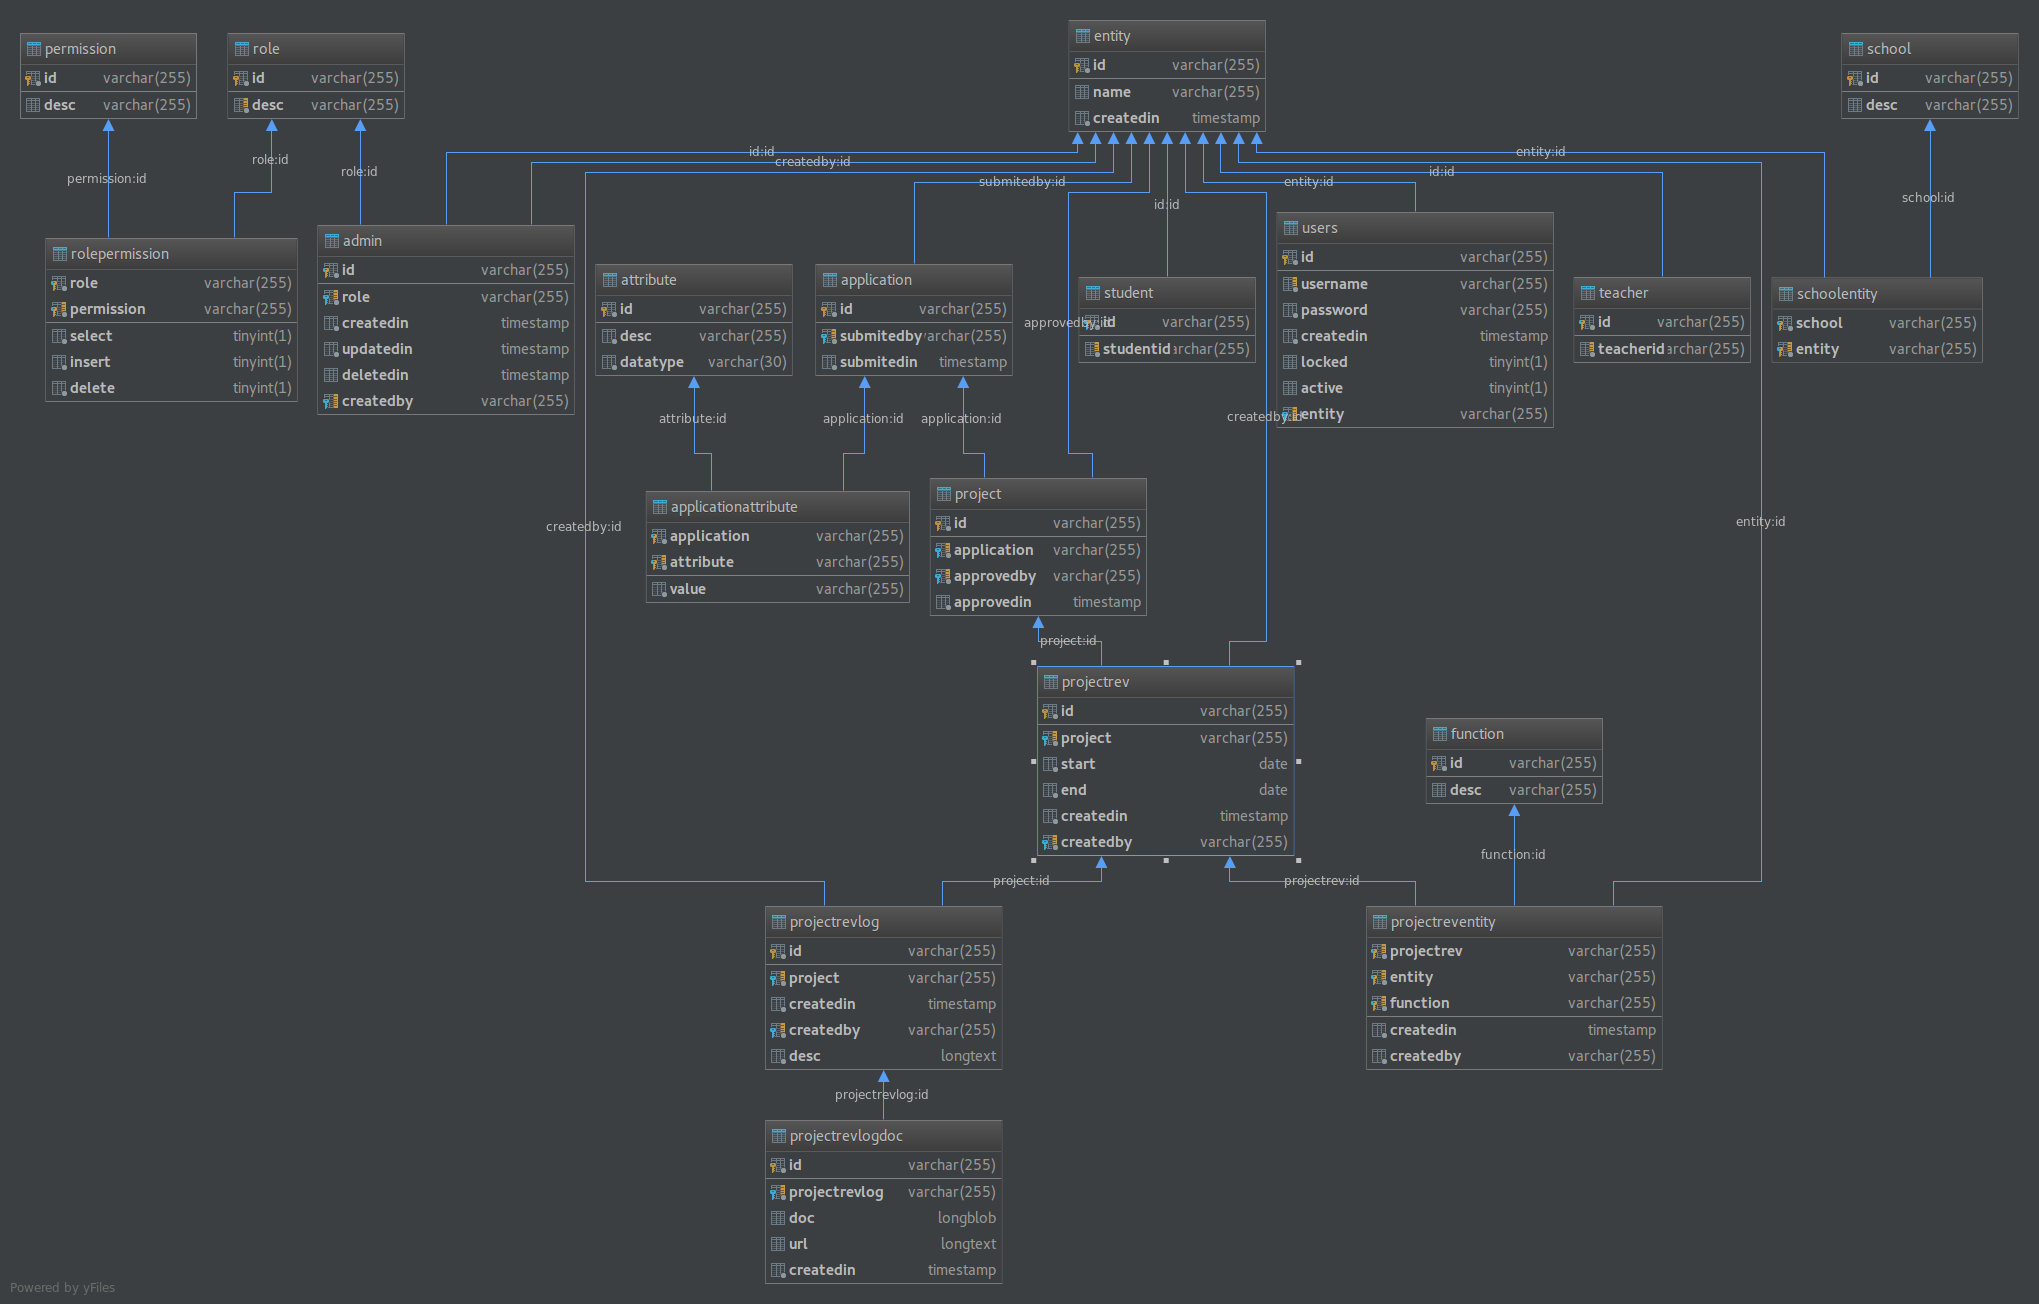 permission
id varchar(255)
desc varchar(255)
role
id varchar(255)
desc varchar(255)
entity
id varchar(255)
name varchar(255)
createdin timestamp
school
id varchar(255)
desc varchar(255)
id:id
createdby:id
submitedby:id
id:id
entity:id
id:id
entity:id
role:id
role:id
permission:id
school:id
rolepermission
role varchar(255)
permission varchar(255)
select tinyint(1)
insert tinyint(1)
delete tinyint(1)
admin
id varchar(255)
role varchar(255)
createdin timestamp
updatedin timestamp
deletedin timestamp
createdby varchar(255)
attribute
id varchar(255)
desc varchar(255)
datatype varchar(30)
application
id varchar(255)
submitedby varchar(255)
submitedin timestamp
student
id varchar(255)
studentid varchar(255)
approvedby:id
users
id varchar(255)
username varchar(255)
password varchar(255)
createdin timestamp
locked tinyint(1)
active tinyint(1)
entity varchar(255)
createdby:id
teacher
id varchar(255)
teacherid varchar(255)
schoolentity
school varchar(255)
entity varchar(255)
attribute:id
application:id
application:id
createdby:id
entity:id
applicationattribute
application varchar(255)
attribute varchar(255)
value varchar(255)
project
id varchar(255)
application varchar(255)
approvedby varchar(255)
approvedin timestamp
project:id
projectrev
id varchar(255)
project varchar(255)
start date
end date
createdin timestamp
createdby varchar(255)
function
id varchar(255)
desc varchar(255)
function:id
project:id
projectrev:id
projectrevlog
id varchar(255)
project varchar(255)
createdin timestamp
createdby varchar(255)
desc longtext
projectreventity
projectrev varchar(255)
entity varchar(255)
function varchar(255)
createdin timestamp
createdby varchar(255)
projectrevlog:id
projectrevlogdoc
id varchar(255)
projectrevlog varchar(255)
doc longblob
url longtext
createdin timestamp
Powered by yFiles